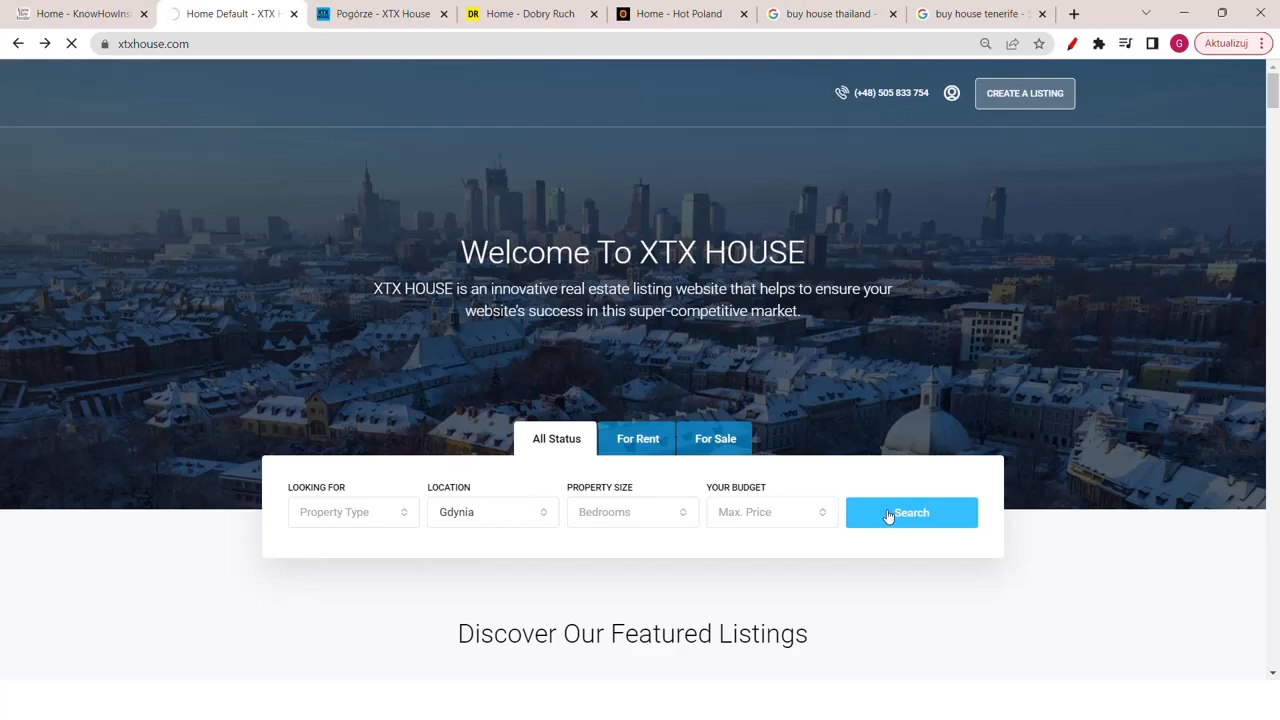 Home - KnowHowIns
Home Default - XTX H
Pogórze - XTX House
DR
Home - Dobry Ruch
Home - Hot Poland
buy house thailand -
buy house tenerife - S
xtxhouse.com
G
Aktualizuj
(+48) 505 833 754
CREATE A LISTING
Welcome To XTX HOUSE
XTX HOUSE is an innovative real estate listing website that helps to ensure your
website's success in this super-competitive market.
All Status
For Rent
For Sale
LOOKING FOR
LOCATION
PROPERTY SIZE
YOUR BUDGET
Property Type
Gdynia
Bedrooms
Max. Price
Search
Discover Our Featured Listings